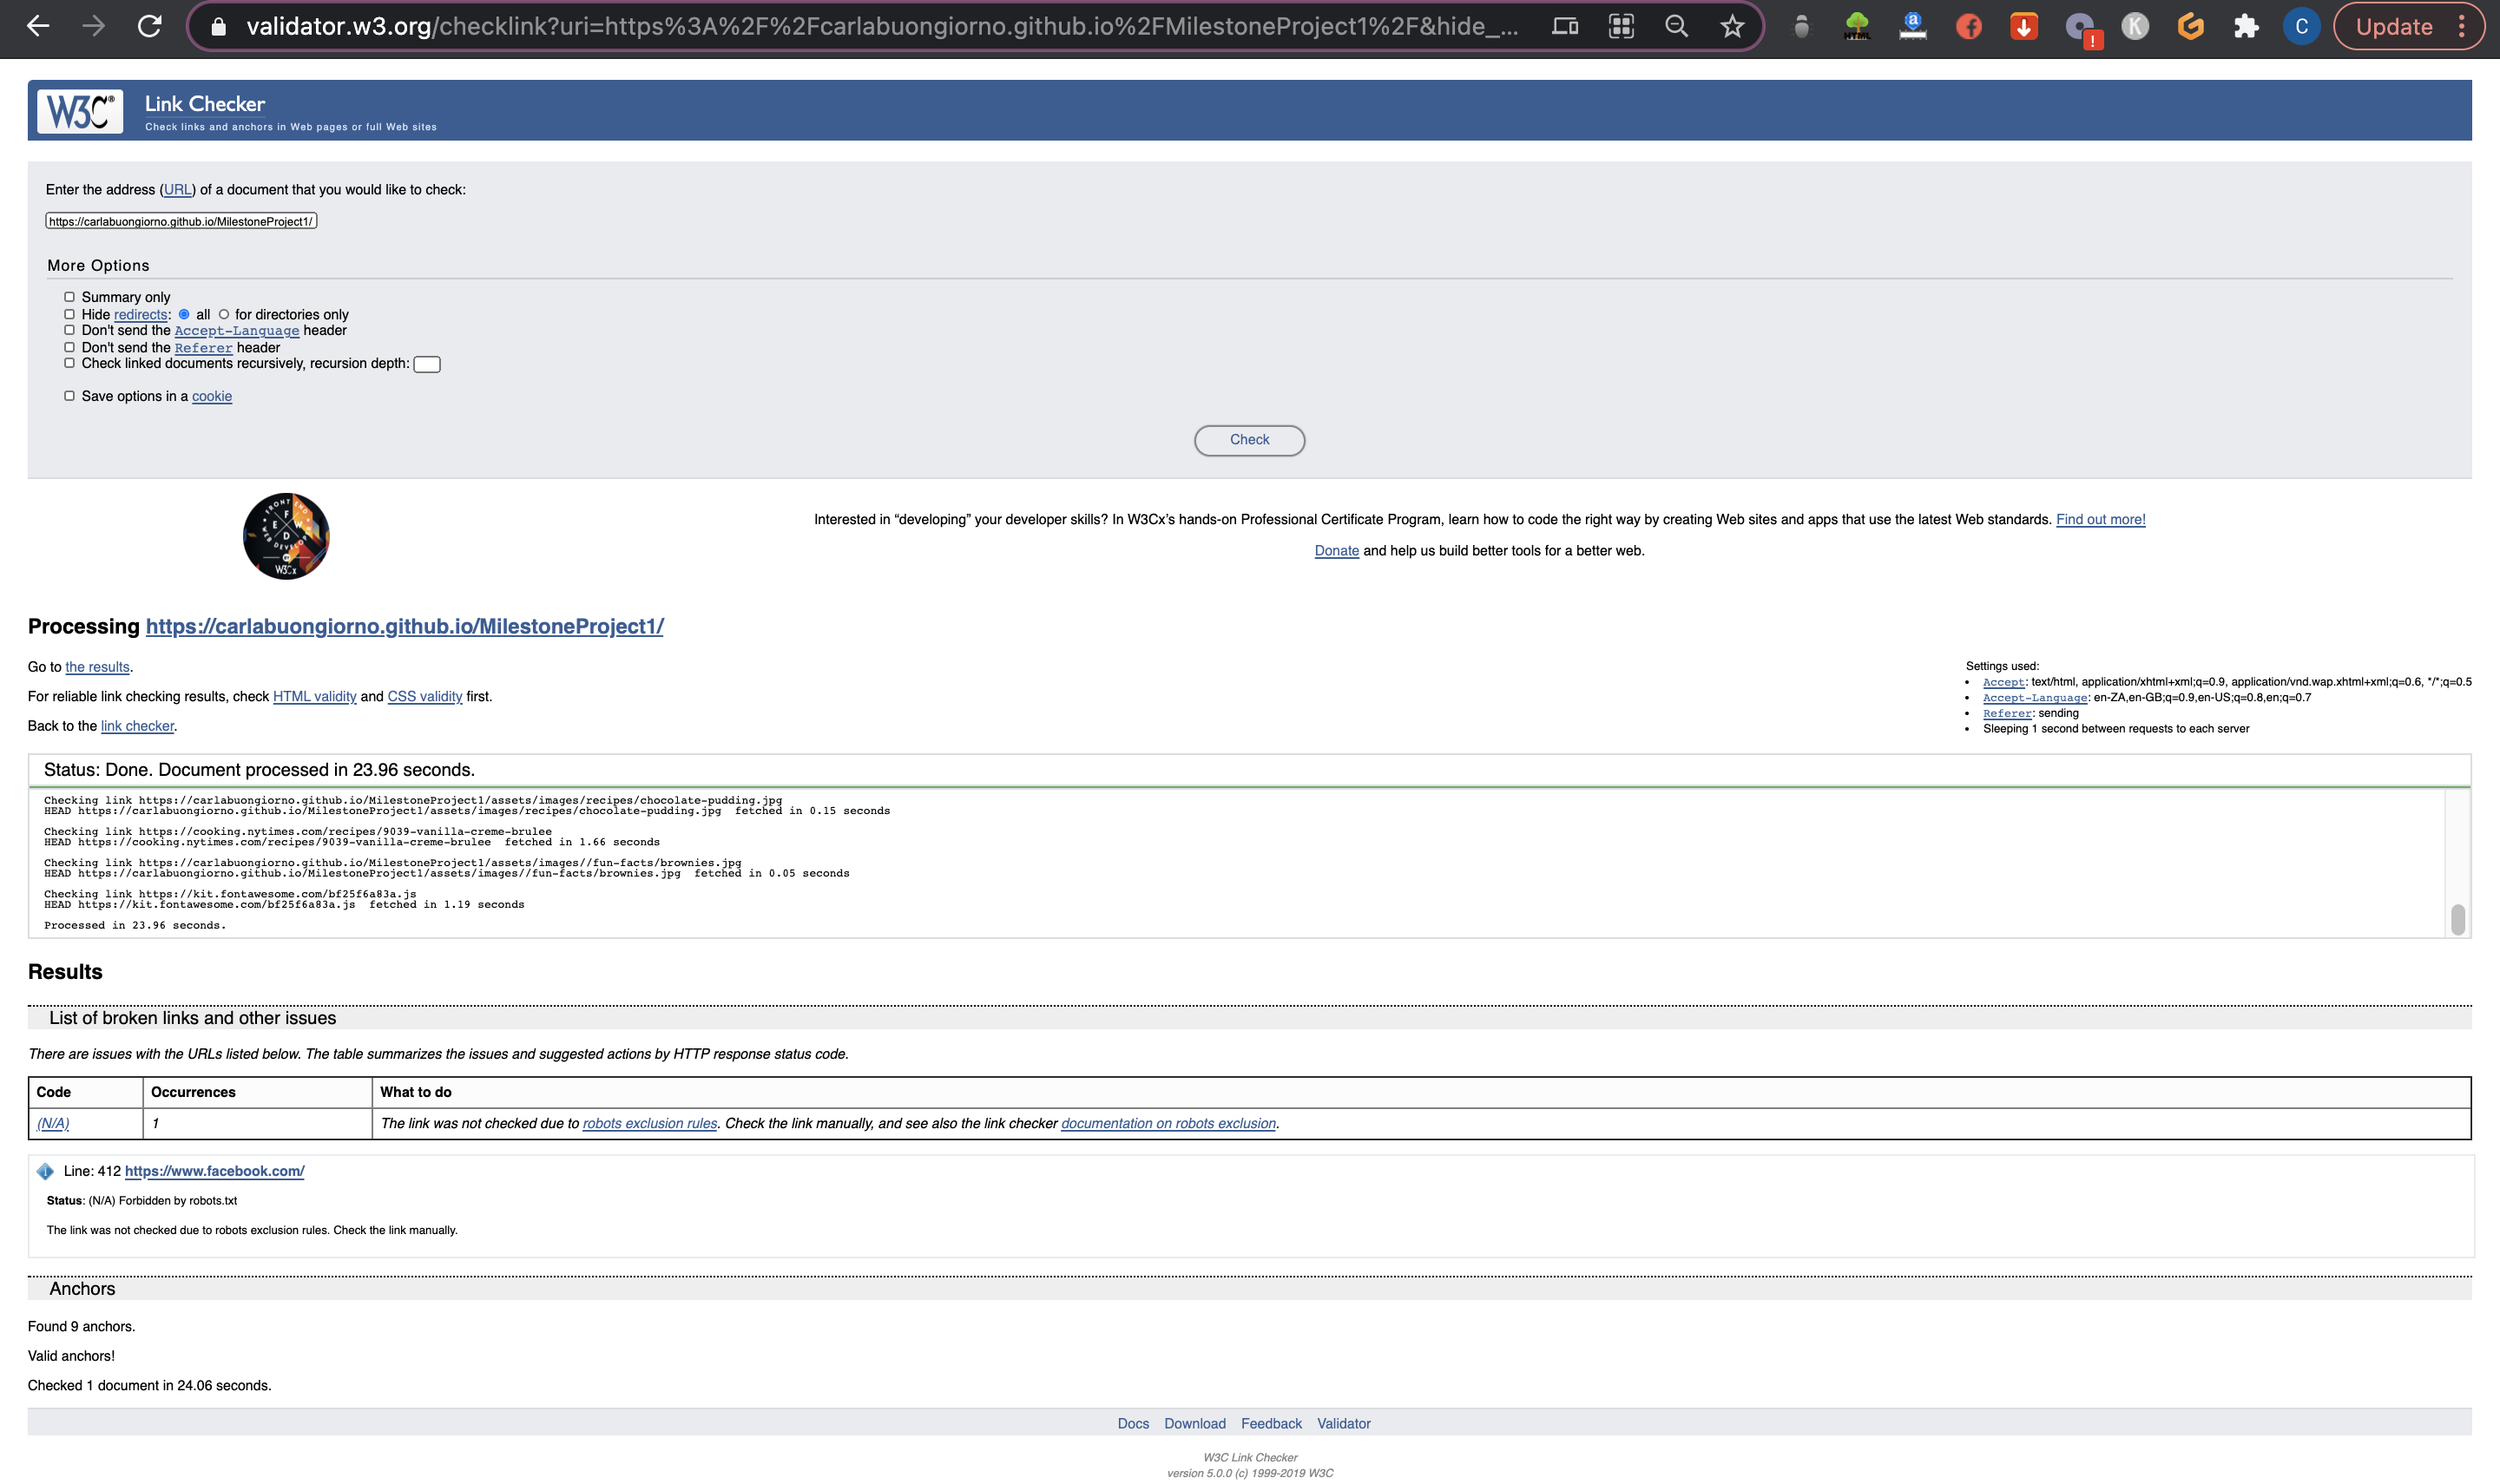 validator.w3.org/checklink?uri=https%3A%2F%2Fcarlabuongiorno.github.io%2FMilestoneProject1%2F&hide_...
Update
W3C® Link Checker
Check links and anchors in Web pages or full Web sites
Enter the address (URL) of a document that you would like to check:
https://carlabuongiorno.github.io/MilestoneProject1/
More Options
Summary only
Hide redirects: all for directories only
Don't send the Accept-Language header
Don't send the Referer header
Check linked documents recursively, recursion depth:
Save options in a cookie
Check
FRONT END
E F W D
WEB DEVELOPER
BY
W3Cx
Interested in “developing” your developer skills? In W3Cx’s hands-on Professional Certificate Program, learn how to code the right way by creating Web sites and apps that use the latest Web standards. Find out more!
Donate and help us build better tools for a better web.
Processing https://carlabuongiorno.github.io/MilestoneProject1/
Go to the results.
For reliable link checking results, check HTML validity and CSS validity first.
Back to the link checker.
Settings used:
• Accept: text/html, application/xhtml+xml;q=0.9, application/vnd.wap.xhtml+xml;q=0.6, */*;q=0.5
• Accept-Language: en-ZA,en-GB;q=0.9,en-US;q=0.8,en;q=0.7
• Referer: sending
• Sleeping 1 second between requests to each server
Status: Done. Document processed in 23.96 seconds.
Checking link https://carlabuongiorno.github.io/MilestoneProject1/assets/images/recipes/chocolate-pudding.jpg
HEAD https://carlabuongiorno.github.io/MilestoneProject1/assets/images/recipes/chocolate-pudding.jpg fetched in 0.15 seconds
Checking link https://cooking.nytimes.com/recipes/9039-vanilla-creme-brulee
HEAD https://cooking.nytimes.com/recipes/9039-vanilla-creme-brulee fetched in 1.66 seconds
Checking link https://carlabuongiorno.github.io/MilestoneProject1/assets/images//fun-facts/brownies.jpg
HEAD https://carlabuongiorno.github.io/MilestoneProject1/assets/images//fun-facts/brownies.jpg fetched in 0.05 seconds
Checking link https://kit.fontawesome.com/bf25f6a83a.js
HEAD https://kit.fontawesome.com/bf25f6a83a.js fetched in 1.19 seconds
Processed in 23.96 seconds.
Results
List of broken links and other issues
There are issues with the URLs listed below. The table summarizes the issues and suggested actions by HTTP response status code.
Code Occurrences What to do
(N/A) 1 The link was not checked due to robots exclusion rules. Check the link manually, and see also the link checker documentation on robots exclusion.
Line: 412 https://www.facebook.com/
Status: (N/A) Forbidden by robots.txt
The link was not checked due to robots exclusion rules. Check the link manually.
Anchors
Found 9 anchors.
Valid anchors!
Checked 1 document in 24.06 seconds.
Docs Download Feedback Validator
W3C Link Checker
version 5.0.0 (c) 1999-2019 W3C